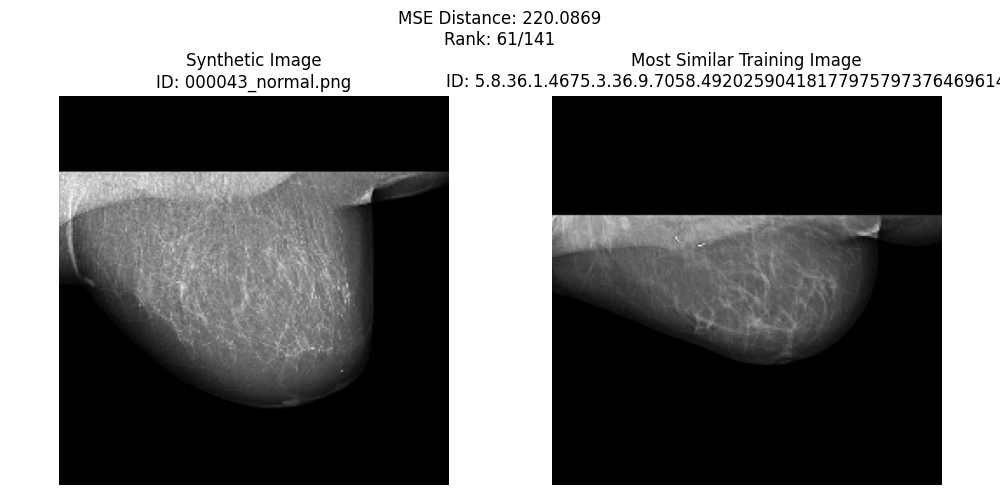 MSE Distance: 220.0869
Rank: 61/141
Synthetic Image
ID: 000043_normal.png
Most Similar Training Image
ID: 5.8.36.1.4675.3.36.9.7058.49202590418177975797376469614